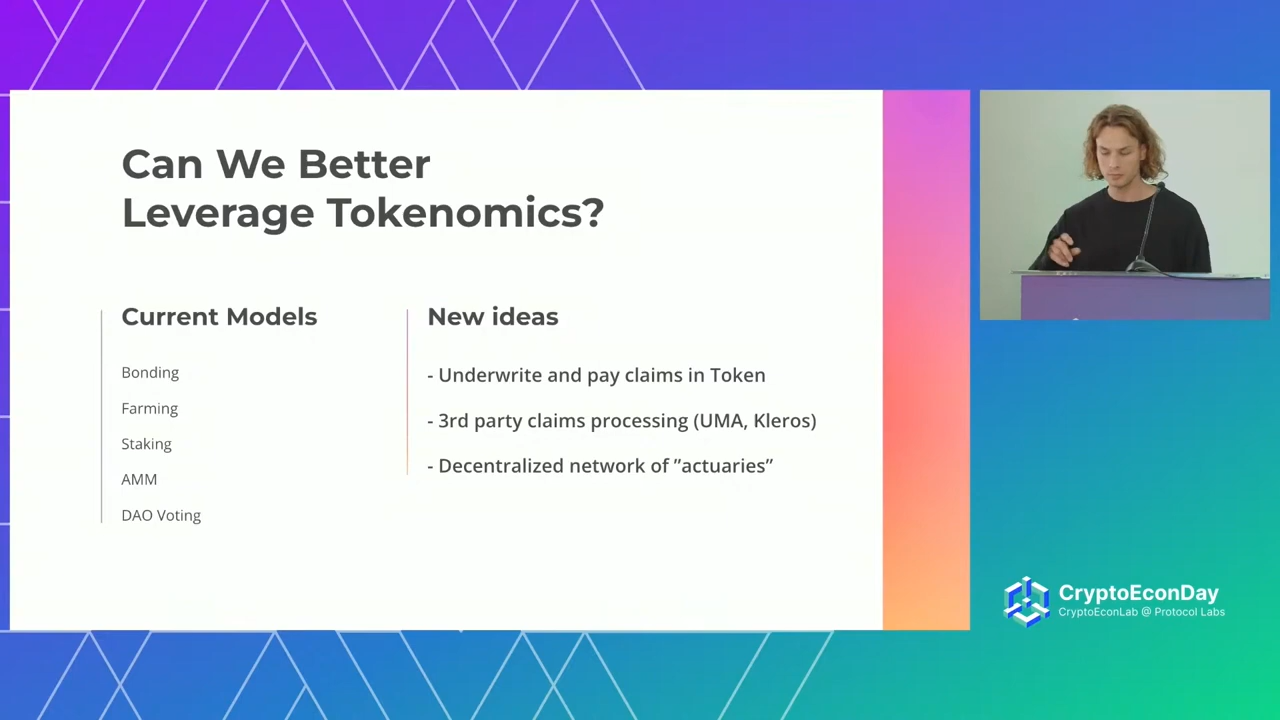 Can We Better
Leverage Tokenomics?
Current Models
Bonding
Farming
Staking
AMM
DAO Voting
New ideas
- Underwrite and pay claims in Token
- 3rd party claims processing (UMA, Kleros)
- Decentralized network of ”actuaries”
CryptoEconDay
CryptoEconLab @ Protocol Labs